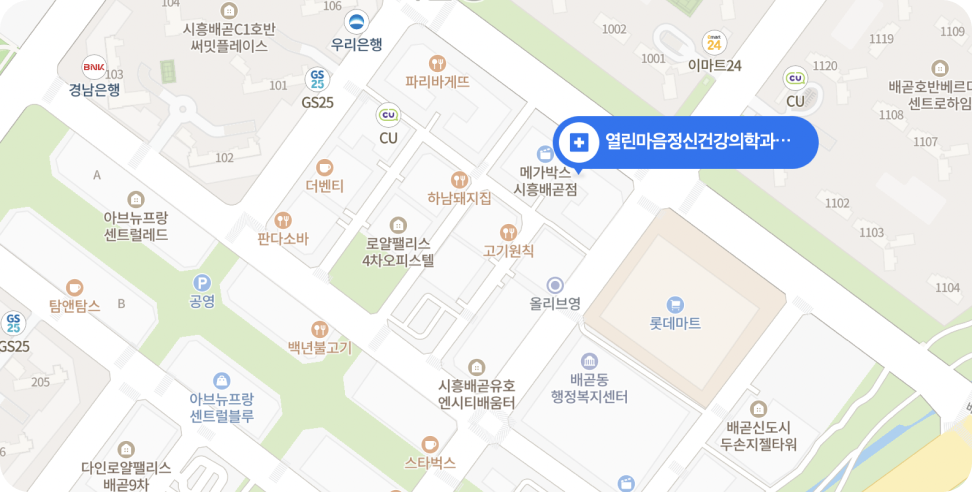 104
시흥배곧C1호반
써밋플레이스
106
우리은행
1104
1002
1001
24
이마트24
1119
1109
1120
CU
CU
배곧호반베르디
센트로하임
1108
1107
1102
1103
1104
BNK
103
경남은행
101
102
GS
25
GS25
파리바게뜨
CU
CU
열린마음정신건강의학과…
메가박스
시흥배곧점
더벤티
하남돼지집
A
아브뉴프랑
센트럴레드
판다소바
로얄팰리스
4차오피스텔
고기원칙
탐앤탐스
B
P
공영
올리브영
롯데마트
GS
25
GS25
205
백년불고기
아브뉴프랑
센트럴블루
시흥배곧유호
엔시티배움터
배곧동
행정복지센터
배곧신도시
두손지젤타워
다인로얄팰리스
배곧9차
스타벅스